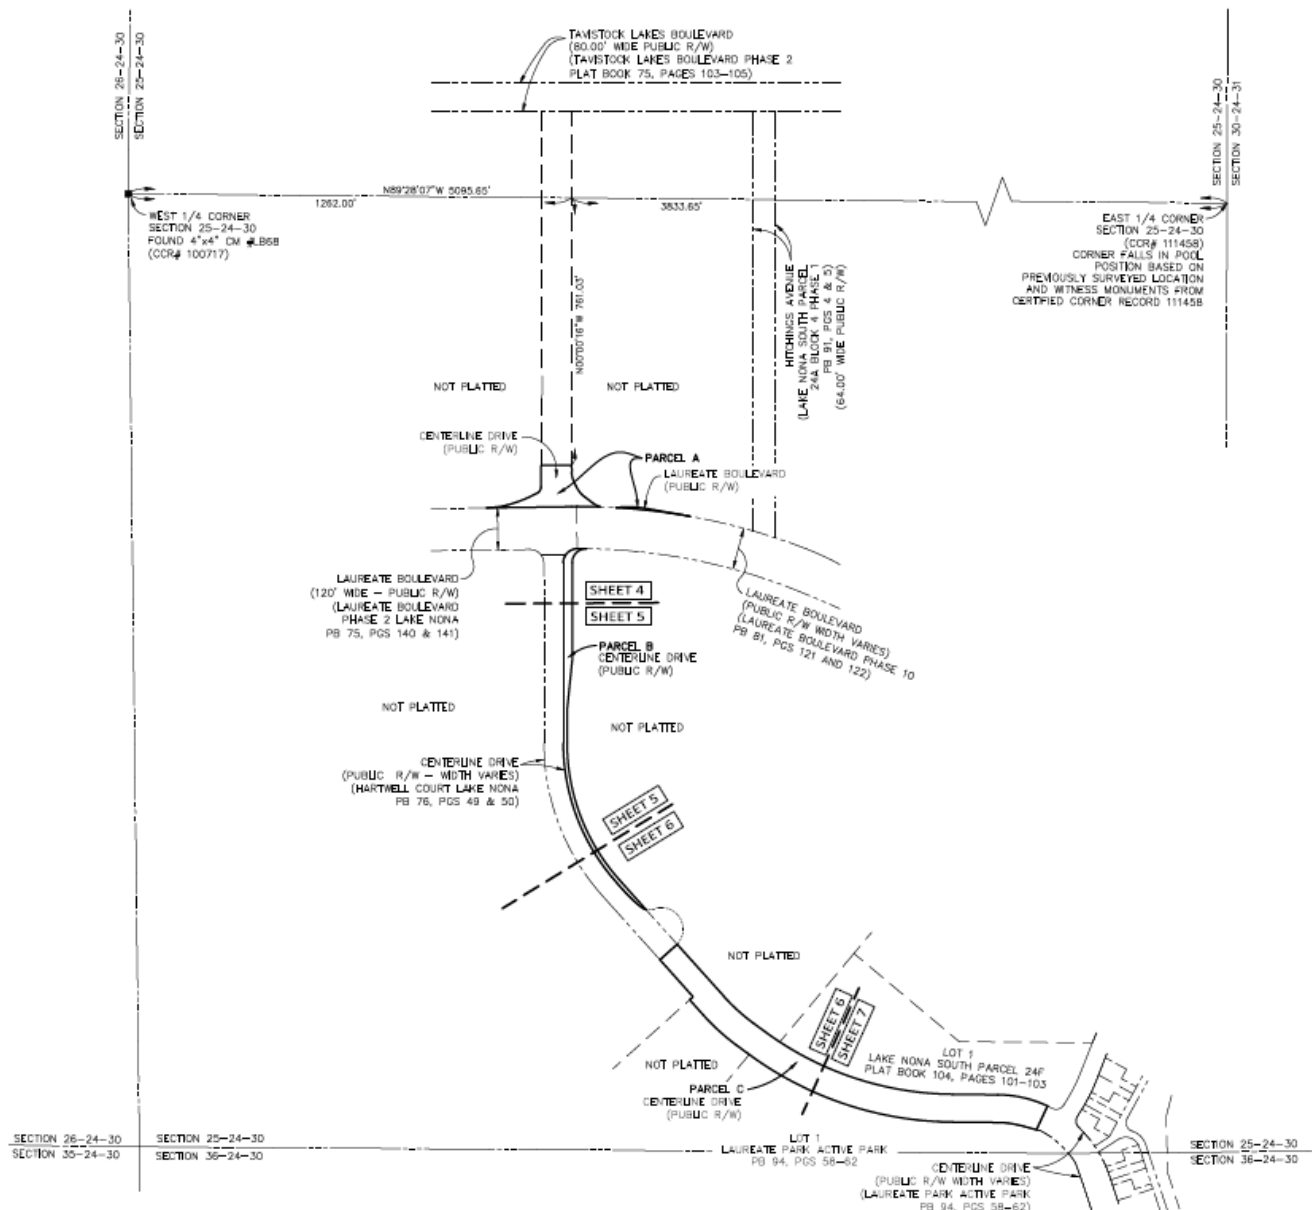 TAVISTOCK LAKES BOULEVARD
(80.00' WIDE PUBLIC R/W)
(TAVISTOCK LAKES BOULEVARD PHASE 2
PLAT BOOK 75, PAGES 103-105)
SECTION 26-24-30
SECTION 25-24-30
SECTION 25-24-30
SECTION 30-24-31
N89°28'07"W 5095.65'
1262.00'
3833.65'
WEST 1/4 CORNER
SECTION 25-24-30
FOUND 4"x4" CM #LB68
(CCR# 100717)
EAST 1/4 CORNER
SECTION 25-24-30
(CCR# 111458)
CORNER FALLS IN POOL
POSITION BASED ON
PREVIOUSLY SURVEYED LOCATION
AND WITNESS MONUMENTS FROM
CERTIFIED CORNER RECORD 111458
N00°00'16"W 761.03'
HITCHINGS AVENUE
(LAKE NONA SOUTH PARCEL
24A BLOCK 4 PHASE 1
PB 91, PGS 4 & 5)
(64.00' WIDE PUBLIC R/W)
NOT PLATTED
NOT PLATTED
CENTERLINE DRIVE
(PUBLIC R/W)
PARCEL A
LAUREATE BOULEVARD
(PUBLIC R/W)
LAUREATE BOULEVARD
(120' WIDE - PUBLIC R/W)
(LAUREATE BOULEVARD
PHASE 2 LAKE NONA
PB 75, PGS 140 & 141)
SHEET 4
SHEET 5
LAUREATE BOULEVARD
(PUBLIC R/W WIDTH VARIES)
(LAUREATE BOULEVARD PHASE 10
PB 81, PGS 121 AND 122)
PARCEL B
CENTERLINE DRIVE
(PUBLIC R/W)
NOT PLATTED
NOT PLATTED
CENTERLINE DRIVE
(PUBLIC R/W - WIDTH VARIES)
(HARTWELL COURT LAKE NONA
PB 76, PGS 49 & 50)
SHEET 5
SHEET 6
NOT PLATTED
SHEET 6
SHEET 7
LOT 1
LAKE NONA SOUTH PARCEL 24F
PLAT BOOK 104, PAGES 101-103
NOT PLATTED
PARCEL C
CENTERLINE DRIVE
(PUBLIC R/W)
SECTION 26-24-30
SECTION 35-24-30
SECTION 25-24-30
SECTION 36-24-30
LOT 1
LAUREATE PARK ACTIVE PARK
PB 94, PGS 58-62
SECTION 25-24-30
SECTION 36-24-30
CENTERLINE DRIVE
(PUBLIC R/W WIDTH VARIES)
(LAUREATE PARK ACTIVE PARK
PB 94, PGS 58-62)